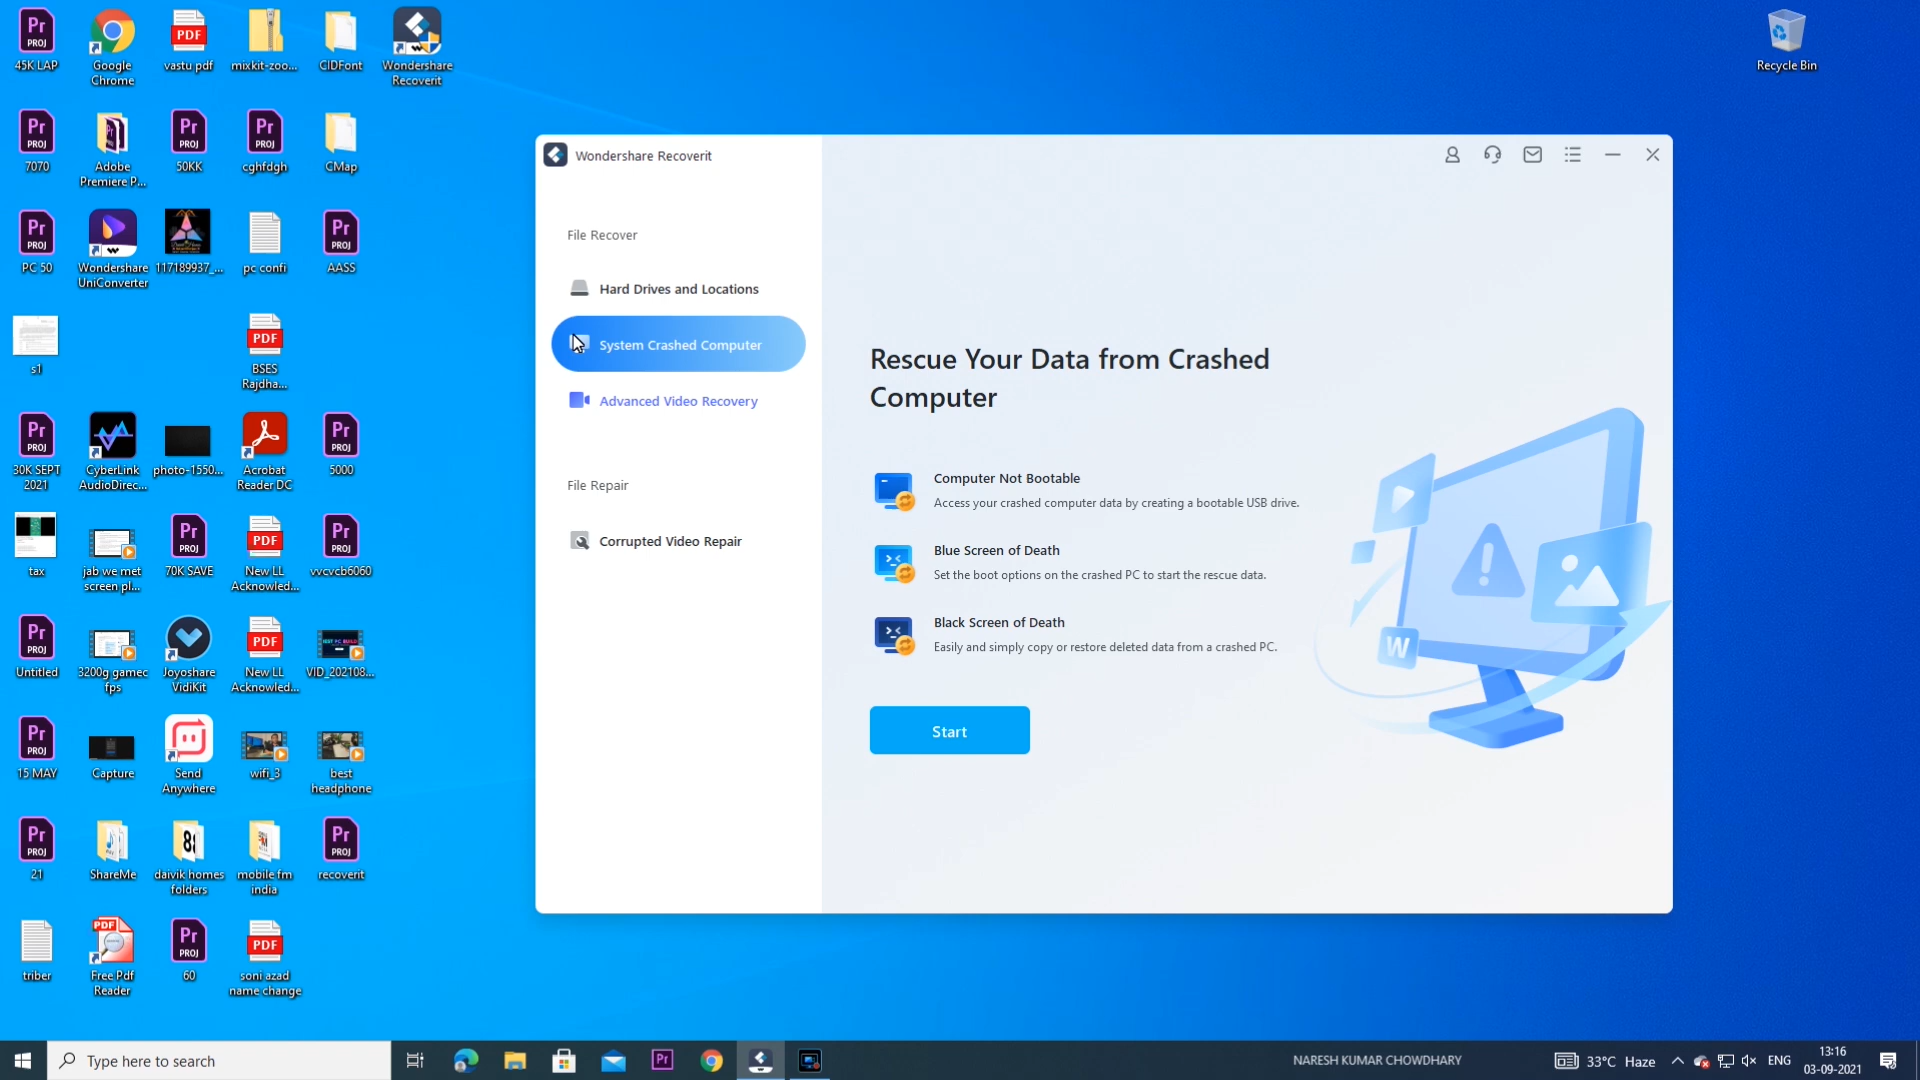 45K LAP
Google
Chrome
vastu pdf
mixkit-zoo...
CIDFont
Wondershare
Recoverit
Recycle Bin
7070
Adobe
Premiere P...
50KK
cghfdgh
CMap
PC 50
Wondershare
UniConverter
117189937_...
pc confi
AASS
s1
BSES
Rajdha...
30K SEPT
2021
CyberLink
AudioDirec...
photo-1550...
Acrobat
Reader DC
5000
tax
jab we met
screen pl...
70K SAVE
New LL
Acknowled...
vvcvcb6060
Untitled
3200g gamec
fps
Joyoshare
VidiKit
New LL
Acknowled...
VID_202108...
15 MAY
Capture
Send
Anywhere
wifi_3
best
headphone
21
ShareMe
daivik homes
folders
mobile fm
india
recoverit
triber
Free Pdf
Reader
60
soni azad
name change
Wondershare Recoverit
File Recover
Hard Drives and Locations
System Crashed Computer
Advanced Video Recovery
File Repair
Corrupted Video Repair
Rescue Your Data from Crashed
Computer
Computer Not Bootable
Access your crashed computer data by creating a bootable USB drive.
Blue Screen of Death
Set the boot options on the crashed PC to start the rescue data.
Black Screen of Death
Easily and simply copy or restore deleted data from a crashed PC.
Start
W
Type here to search
NARESH KUMAR CHOWDHARY
33°C Haze
ENG
13:16
03-09-2021